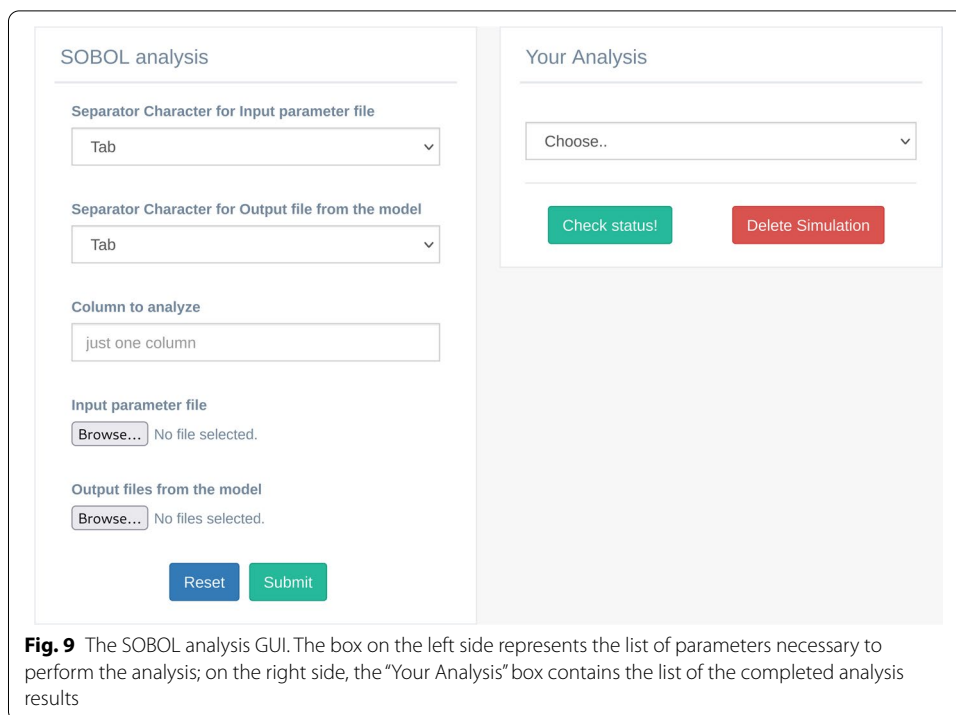 SOBOL analysis
Separator Character for Input parameter file
Tab
Separator Character for Output file from the model
Tab
Column to analyze
just one column
Input parameter file
Browse... No file selected.
Output files from the model
Browse... No files selected.
Reset Submit
Your Analysis
Choose..
Check status! Delete Simulation
Fig. 9 The SOBOL analysis GUI. The box on the left side represents the list of parameters necessary to
perform the analysis; on the right side, the “Your Analysis” box contains the list of the completed analysis
results